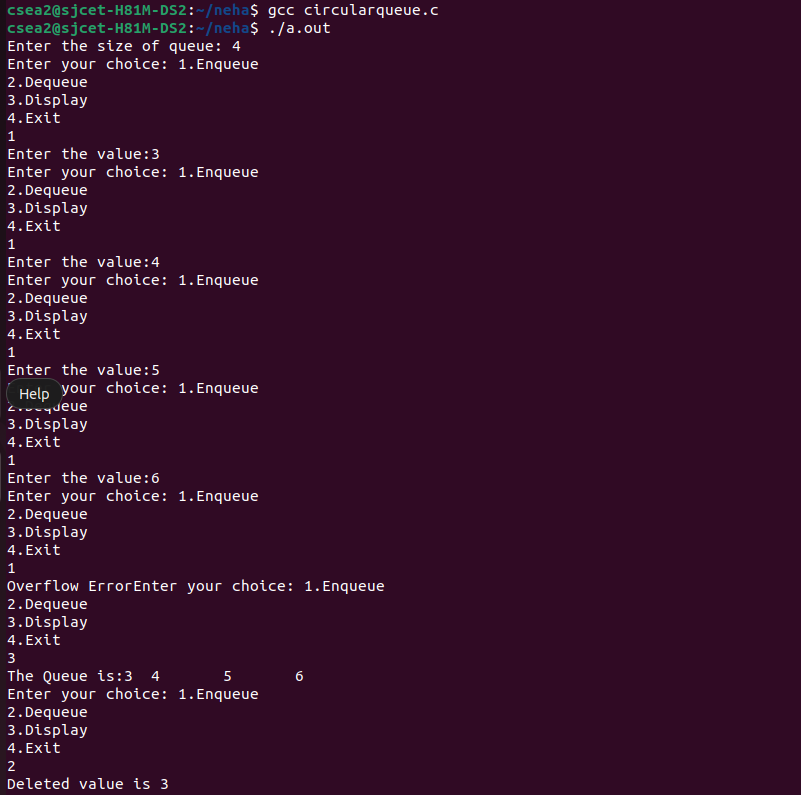 csea2@sjcet-H81M-DS2:~/neha$ gcc circularqueue.c
csea2@sjcet-H81M-DS2:~/neha$ ./a.out
Enter the size of queue: 4
Enter your choice: 1.Enqueue
2.Dequeue
3.Display
4.Exit
1
Enter the value:3
Enter your choice: 1.Enqueue
2.Dequeue
3.Display
4.Exit
1
Enter the value:4
Enter your choice: 1.Enqueue
2.Dequeue
3.Display
4.Exit
1
Enter the value:5
Help
your choice: 1.Enqueue
2.Dequeue
3.Display
4.Exit
1
Enter the value:6
Enter your choice: 1.Enqueue
2.Dequeue
3.Display
4.Exit
1
Overflow ErrorEnter your choice: 1.Enqueue
2.Dequeue
3.Display
4.Exit
3
The Queue is:3  4       5       6
Enter your choice: 1.Enqueue
2.Dequeue
3.Display
4.Exit
2
Deleted value is 3